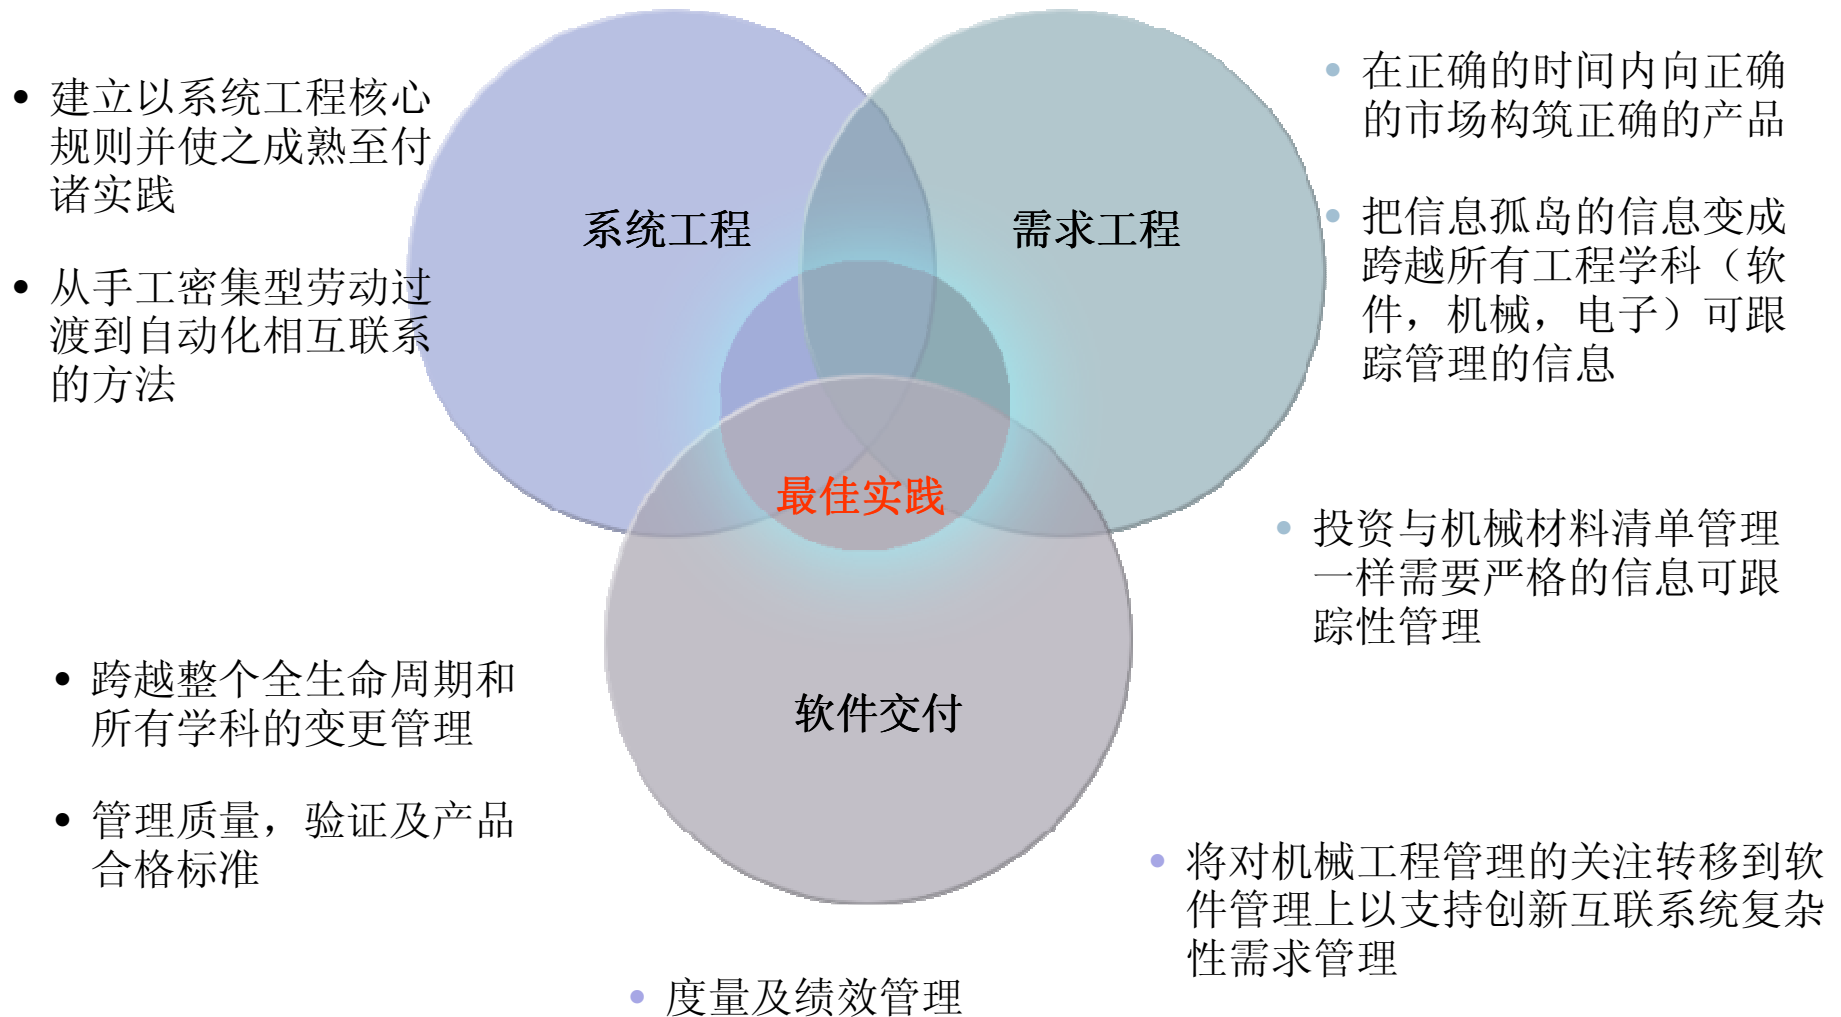 建立以系统工程核心
规则并使之成熟至付
诸实践
从手工密集型劳动过
渡到自动化相互联系
的方法
系统工程
需求工程
在正确的时间内向正确
的市场构筑正确的产品
把信息孤岛的信息变成
跨越所有工程学科（软
件，机械，电子）可跟
踪管理的信息
最佳实践
投资与机械材料清单管理
一样需要严格的信息可跟
踪性管理
跨越整个全生命周期和
所有学科的变更管理
管理质量，验证及产品
合格标准
软件交付
将对机械工程管理的关注转移到软
件管理上以支持创新互联系统复杂
性需求管理
度量及绩效管理